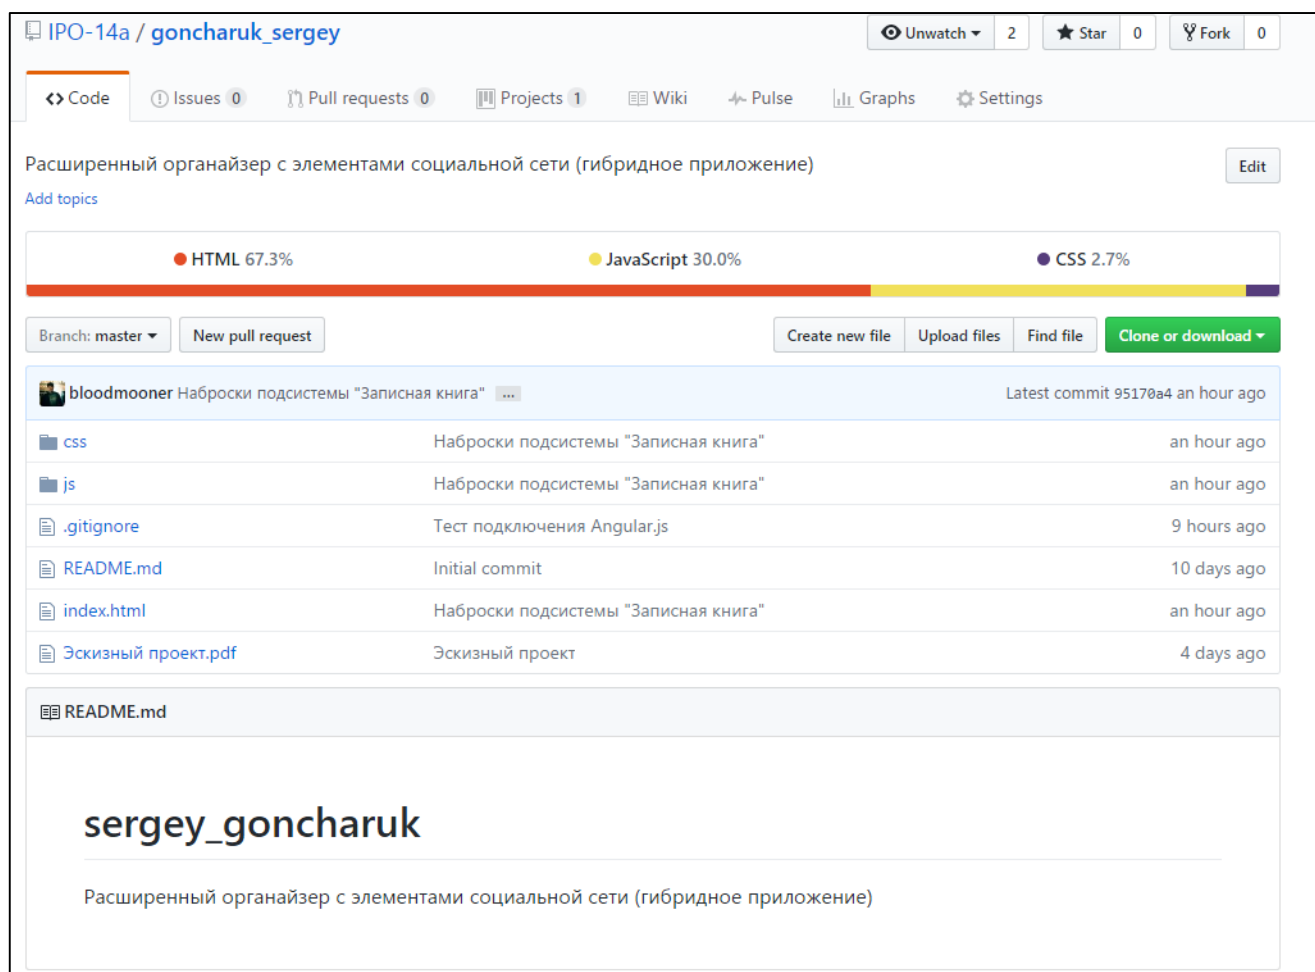 IPO-14a / goncharuk_sergey
Unwatch 2 Star 0 Fork 0
Code Issues 0 Pull requests 0 Projects 1 Wiki Pulse Graphs Settings
Расширенный органайзер с элементами социальной сети (гибридное приложение) Edit
Add topics
HTML 67.3% JavaScript 30.0% CSS 2.7%
Branch: master New pull request Create new file Upload files Find file Clone or download
bloodmooner Наброски подсистемы "Записная книга" ... Latest commit 95170a4 an hour ago
css Наброски подсистемы "Записная книга" an hour ago
js Наброски подсистемы "Записная книга" an hour ago
.gitignore Тест подключения Angular.js 9 hours ago
README.md Initial commit 10 days ago
index.html Наброски подсистемы "Записная книга" an hour ago
Эскизный проект.pdf Эскизный проект 4 days ago
README.md
sergey_goncharuk
Расширенный органайзер с элементами социальной сети (гибридное приложение)